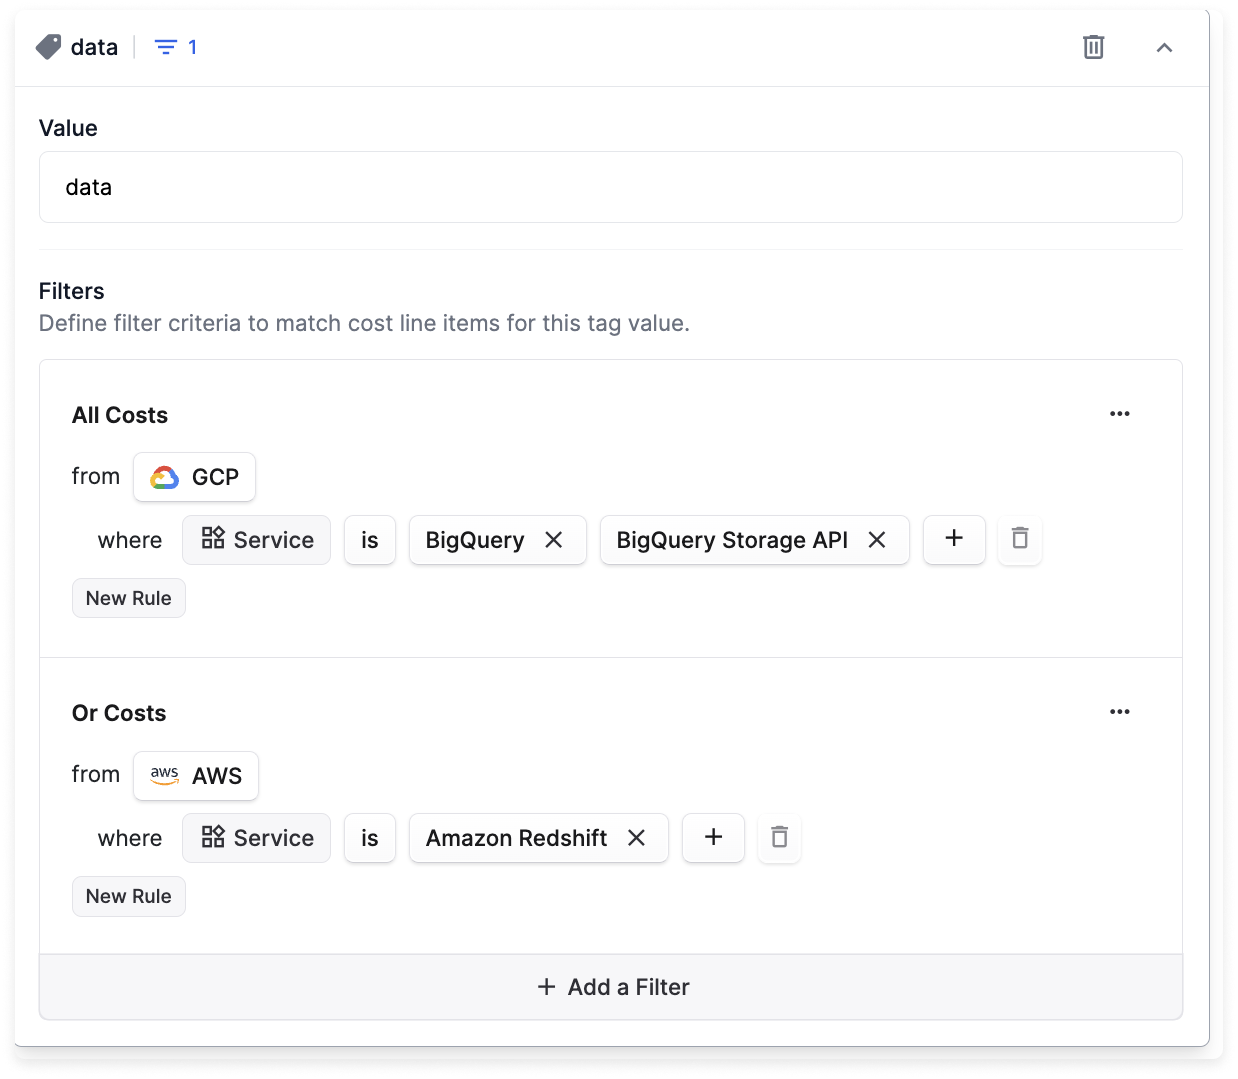 data 1
Value
data
Filters
Define filter criteria to match cost line items for this tag value.
All Costs
from GCP
where Service is BigQuery BigQuery Storage API +
New Rule
Or Costs
from aws AWS
where Service is Amazon Redshift +
New Rule
+ Add a Filter